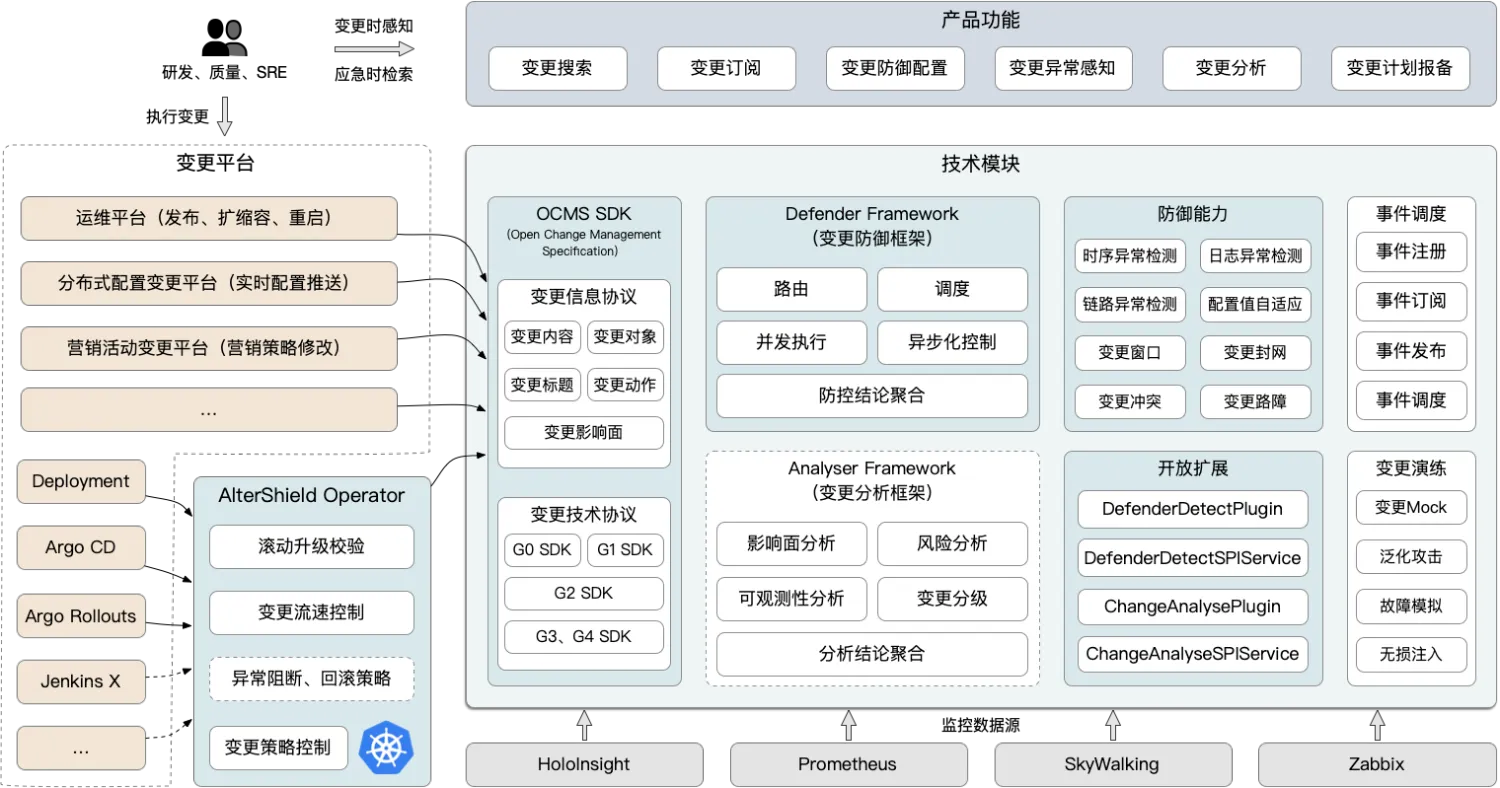 研发、质量、SRE
变更时感知
应急时检索
执行变更
产品功能
变更搜索
变更订阅
变更防御配置
变更异常感知
变更分析
变更计划报备
变更平台
运维平台（发布、扩缩容、重启）
分布式配置变更平台（实时配置推送）
营销活动变更平台（营销策略修改）
...
Deployment
Argo CD
Argo Rollouts
Jenkins X
...
AlterShield Operator
滚动升级校验
变更流速控制
异常阻断、回滚策略
变更策略控制
技术模块
OCMS SDK
(Open Change Management
Specification)
变更信息协议
变更内容
变更对象
变更标题
变更动作
变更影响面
变更技术协议
G0 SDK
G1 SDK
G2 SDK
G3、G4 SDK
Defender Framework
（变更防御框架）
路由
调度
并发执行
异步化控制
防控结论聚合
Analyser Framework
（变更分析框架）
影响面分析
风险分析
可观测性分析
变更分级
分析结论聚合
防御能力
时序异常检测
日志异常检测
链路异常检测
配置值自适应
变更窗口
变更封网
变更冲突
变更路障
开放扩展
DefenderDetectPlugin
DefenderDetectSPIService
ChangeAnalysePlugin
ChangeAnalyseSPIService
事件调度
事件注册
事件订阅
事件发布
事件调度
变更演练
变更Mock
泛化攻击
故障模拟
无损注入
监控数据源
HoloInsight
Prometheus
SkyWalking
Zabbix